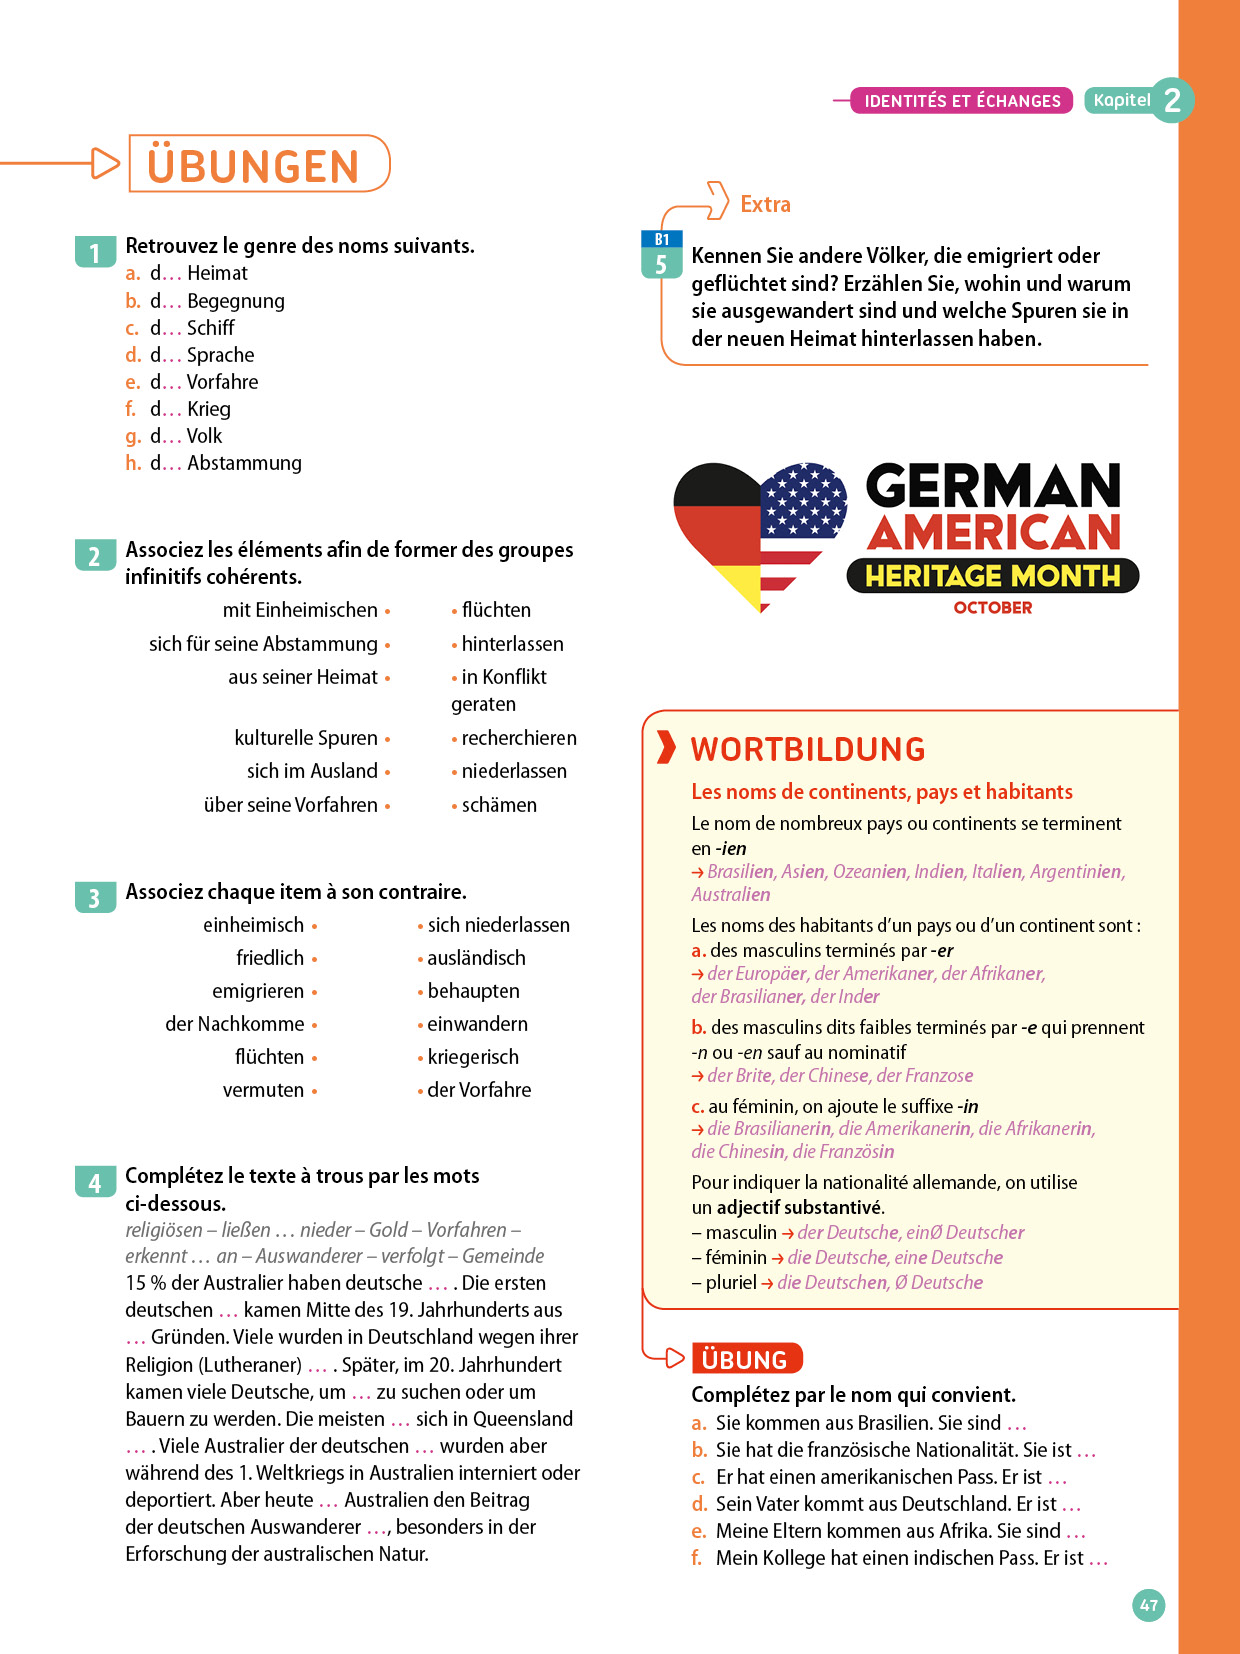 IDENTITÉS ET ÉCHANGES Kapitel 2
ÜBUNGEN
1 Retrouvez le genre des noms suivants.
a. d… Heimat
b. d… Begegnung
c. d… Schiff
d. d… Sprache
e. d… Vorfahre
f. d… Krieg
g. d… Volk
h. d… Abstammung
2 Associez les éléments afin de former des groupes
infinitifs cohérents.
mit Einheimischen • • flüchten
sich für seine Abstammung • • hinterlassen
aus seiner Heimat • • in Konflikt
geraten
kulturelle Spuren • • recherchieren
sich im Ausland • • niederlassen
über seine Vorfahren • • schämen
3 Associez chaque item à son contraire.
einheimisch • • sich niederlassen
friedlich • • ausländisch
emigrieren • • behaupten
der Nachkomme • • einwandern
flüchten • • kriegerisch
vermuten • • der Vorfahre
4 Complétez le texte à trous par les mots
ci-dessous.
religiösen – ließen … nieder – Gold – Vorfahren –
erkennt … an – Auswanderer – verfolgt – Gemeinde
15 % der Australier haben deutsche … . Die ersten
deutschen … kamen Mitte des 19. Jahrhunderts aus
… Gründen. Viele wurden in Deutschland wegen ihrer
Religion (Lutheraner) … . Später, im 20. Jahrhundert
kamen viele Deutsche, um … zu suchen oder um
Bauern zu werden. Die meisten … sich in Queensland
… . Viele Australier der deutschen … wurden aber
während des 1. Weltkriegs in Australien interniert oder
deportiert. Aber heute … Australien den Beitrag
der deutschen Auswanderer …, besonders in der
Erforschung der australischen Natur.
Extra
B1
5 Kennen Sie andere Völker, die emigriert oder
geflüchtet sind? Erzählen Sie, wohin und warum
sie ausgewandert sind und welche Spuren sie in
der neuen Heimat hinterlassen haben.
GERMAN
AMERICAN
HERITAGE MONTH
OCTOBER
WORTBILDUNG
Les noms de continents, pays et habitants
Le nom de nombreux pays ou continents se terminent
en -ien
→ Brasilien, Asien, Ozeanien, Indien, Italien, Argentinien,
Australien
Les noms des habitants d’un pays ou d’un continent sont :
a. des masculins terminés par -er
→ der Europäer, der Amerikaner, der Afrikaner,
der Brasilianer, der Inder
b. des masculins dits faibles terminés par -e qui prennent
-n ou -en sauf au nominatif
→ der Brite, der Chinese, der Franzose
c. au féminin, on ajoute le suffixe -in
→ die Brasilianerin, die Amerikanerin, die Afrikanerin,
die Chinesin, die Französin
Pour indiquer la nationalité allemande, on utilise
un adjectif substantivé.
– masculin → der Deutsche, einØ Deutscher
– féminin → die Deutsche, eine Deutsche
– pluriel → die Deutschen, Ø Deutsche
ÜBUNG
Complétez par le nom qui convient.
a. Sie kommen aus Brasilien. Sie sind …
b. Sie hat die französische Nationalität. Sie ist …
c. Er hat einen amerikanischen Pass. Er ist …
d. Sein Vater kommt aus Deutschland. Er ist …
e. Meine Eltern kommen aus Afrika. Sie sind …
f. Mein Kollege hat einen indischen Pass. Er ist …
47